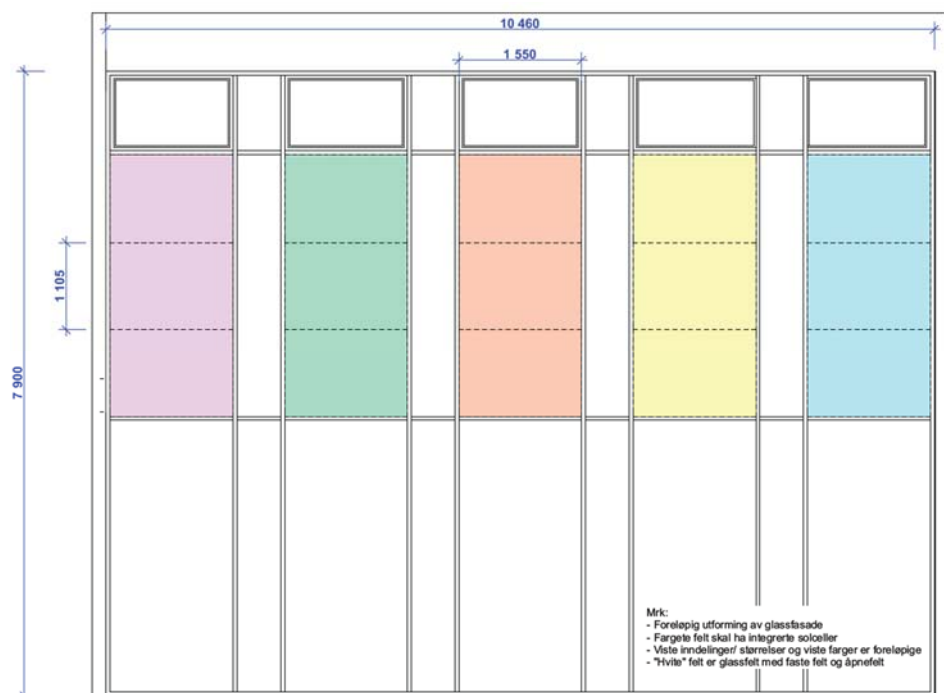 10 460
1 550
1 105
7 900
Mrk:
- Foreløpig utforming av glassfasade
- Fargete felt skal ha integrerte solceller
- Viste inndelinger/ størrelser og viste farger er foreløpige
- "Hvite" felt er glassfelt med faste felt og åpnefelt